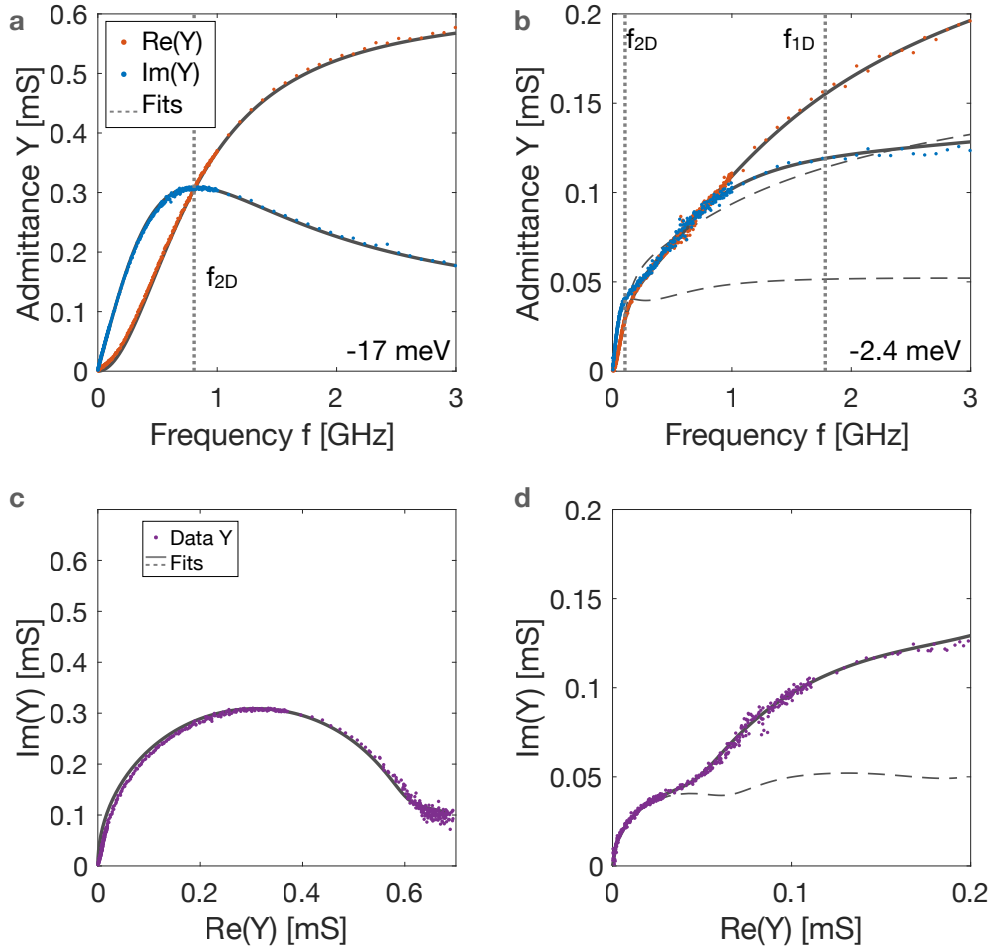 a
0.6
0.5
0.4
0.3
0.2
0.1
0
Admittance Y [mS]
Re(Y)
Im(Y)
Fits
f2D
-17 meV
0
1
2
3
Frequency f [GHz]
b
0.2
0.15
0.1
0.05
0
Admittance Y [mS]
f2D
f1D
-2.4 meV
0
1
2
3
Frequency f [GHz]
c
0.6
0.5
0.4
0.3
0.2
0.1
0
Im(Y) [mS]
Data Y
Fits
0
0.2
0.4
0.6
Re(Y) [mS]
d
0.2
0.15
0.1
0.05
0
Im(Y) [mS]
0
0.1
0.2
Re(Y) [mS]